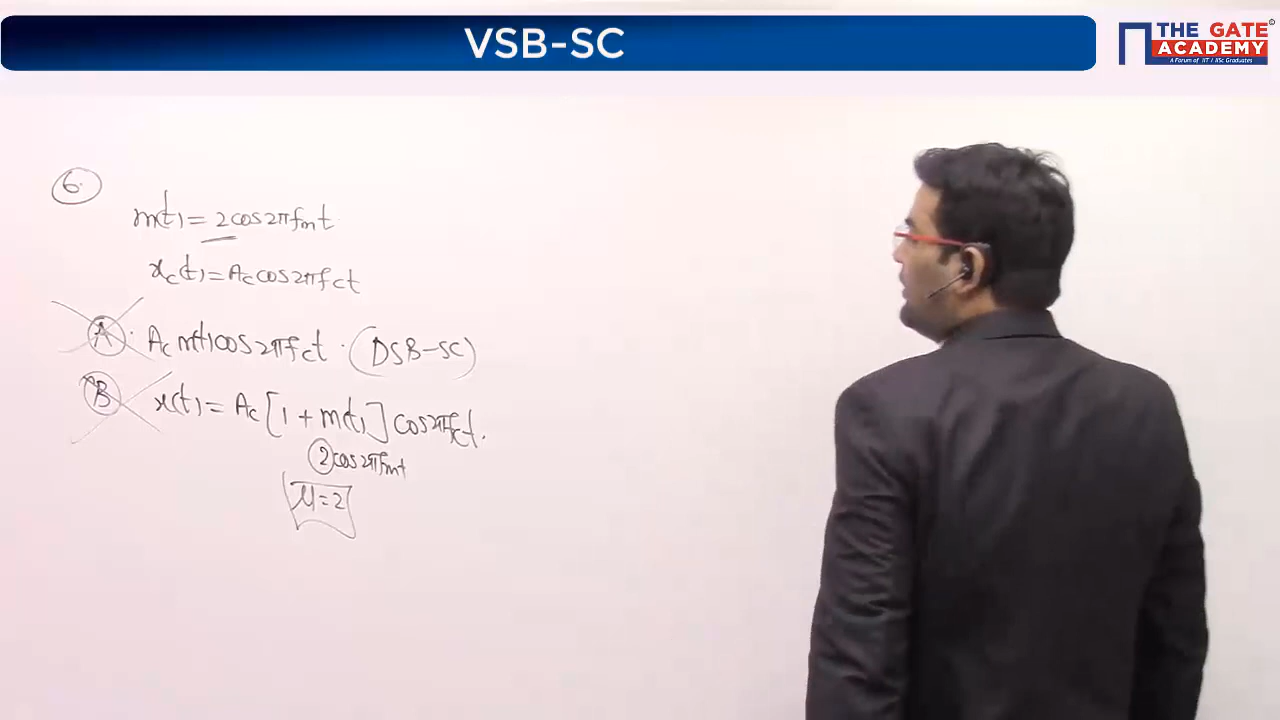 VSB-SC
THE GATE
ACADEMY
A Forum of IIT / IISc Graduates
6.
m(t) = 2cos2πfmt
xc(t) = Ac cos2πfct
A. Ac m(t) cos2πfct. (DSB-SC)
B x(t) = Ac [1 + m(t)] cos2πfct.
2cos2πfmt
μ=2